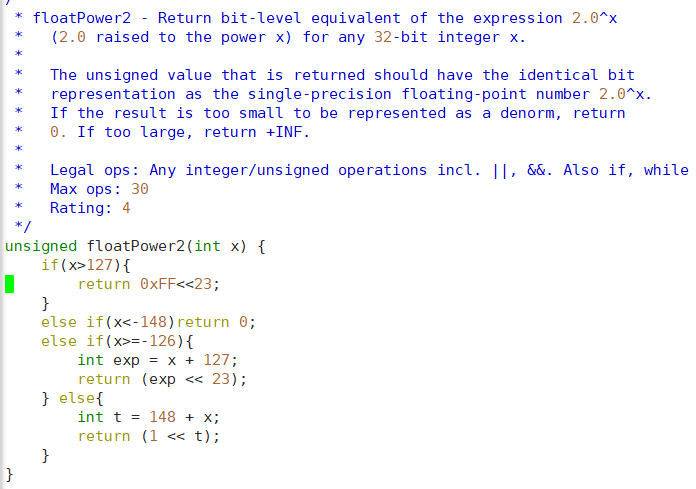 /
 * floatPower2 - Return bit-level equivalent of the expression 2.0^x
 *   (2.0 raised to the power x) for any 32-bit integer x.
 *
 *   The unsigned value that is returned should have the identical bit
 *   representation as the single-precision floating-point number 2.0^x.
 *   If the result is too small to be represented as a denorm, return
 *   0. If too large, return +INF.
 *
 *   Legal ops: Any integer/unsigned operations incl. ||, &&. Also if, while
 *   Max ops: 30
 *   Rating: 4
 */
unsigned floatPower2(int x) {
    if(x>127){
        return 0xFF<<23;
    }
    else if(x<-148)return 0;
    else if(x>=-126){
        int exp = x + 127;
        return (exp << 23);
    } else{
        int t = 148 + x;
        return (1 << t);
    }
}